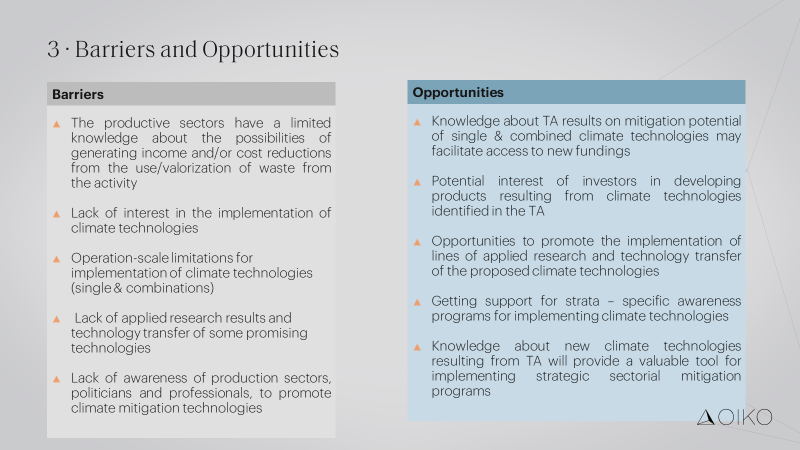 3 · Barriers and Opportunities
Barriers
The productive sectors have a limited
knowledge about the possibilities of
generating income and/or cost reductions
from the use/valorization of waste from
the activity
Lack of interest in the implementation of
climate technologies
Operation-scale limitations for
implementation of climate technologies
(single & combinations)
Lack of applied research results and
technology transfer of some promising
technologies
Lack of awareness of production sectors,
politicians and professionals, to promote
climate mitigation technologies
Opportunities
Knowledge about TA results on mitigation potential
of single & combined climate technologies may
facilitate access to new fundings
Potential interest of investors in developing
products resulting from climate technologies
identified in the TA
Opportunities to promote the implementation of
lines of applied research and technology transfer
of the proposed climate technologies
Getting support for strata – specific awareness
programs for implementing climate technologies
Knowledge about new climate technologies
resulting from TA will provide a valuable tool for
implementing strategic sectorial mitigation
programs
OIKO